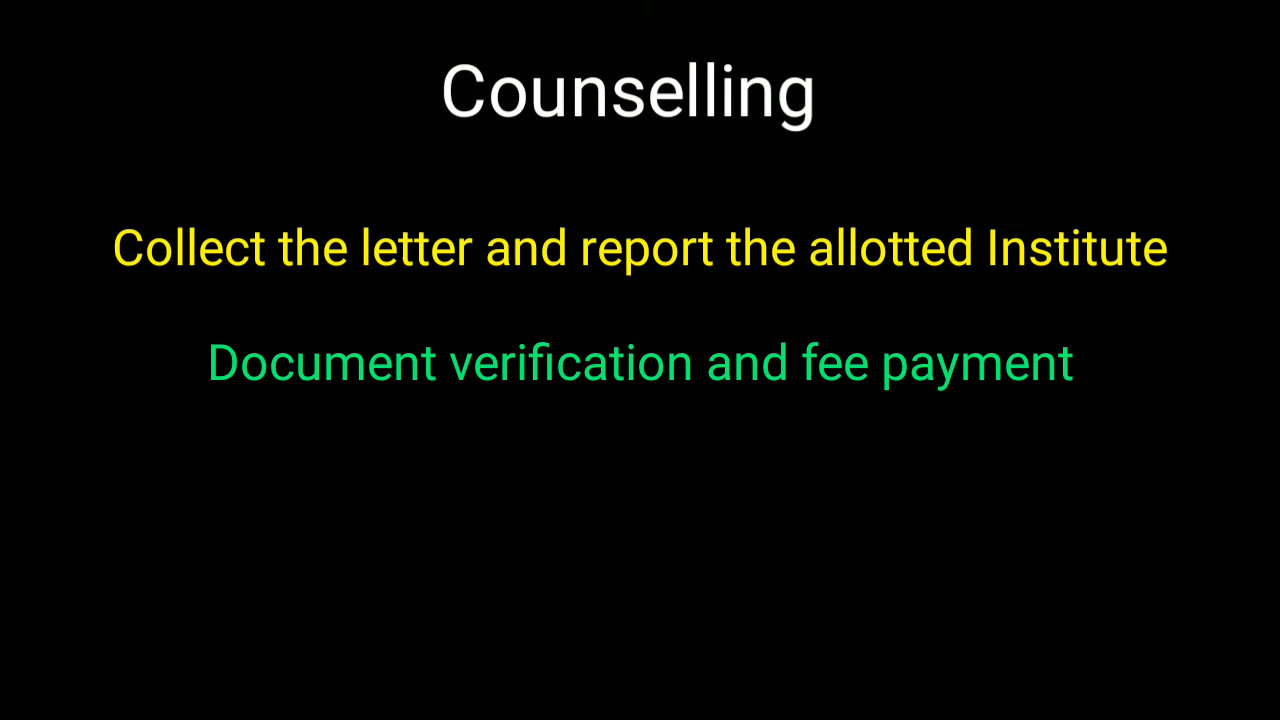 Counselling
Collect the letter and report the allotted Institute
Document verification and fee payment